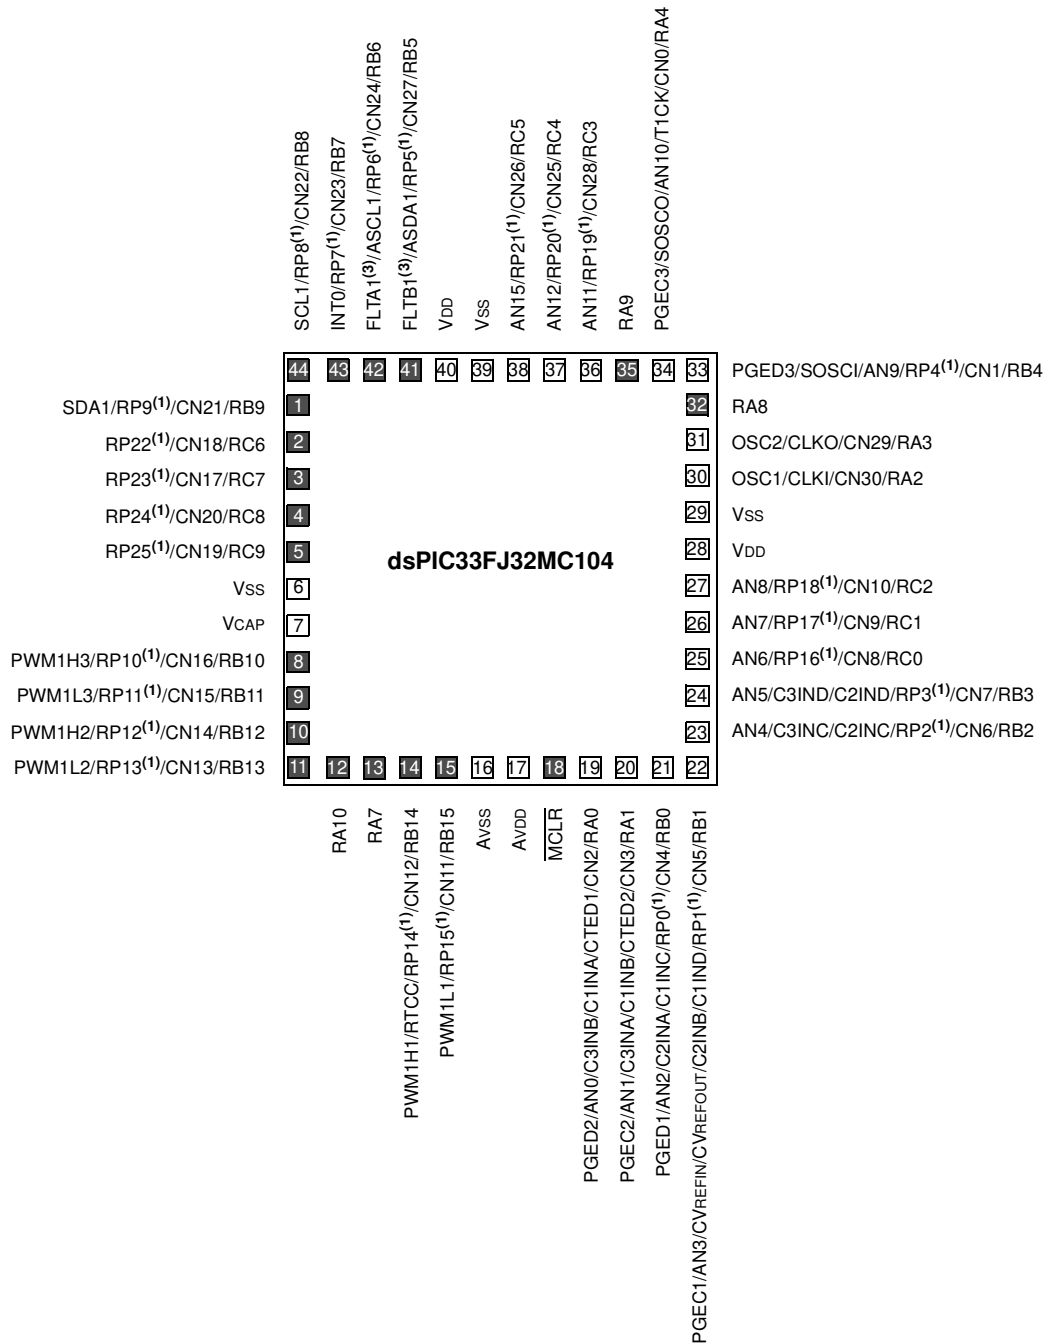 SCL1/RP8(1)/CN22/RB8
INT0/RP7(1)/CN23/RB7
FLTA1(3)/ASCL1/RP6(1)/CN24/RB6
FLTB1(3)/ASDA1/RP5(1)/CN27/RB5
VDD
VSS
AN15/RP21(1)/CN26/RC5
AN12/RP20(1)/CN25/RC4
AN11/RP19(1)/CN28/RC3
RA9
PGEC3/SOSCO/AN10/T1CK/CN0/RA4
44 43 42 41 40 39 38 37 36 35 34 33 PGED3/SOSCI/AN9/RP4(1)/CN1/RB4
SDA1/RP9(1)/CN21/RB9 1 32 RA8
RP22(1)/CN18/RC6 2 31 OSC2/CLKO/CN29/RA3
RP23(1)/CN17/RC7 3 30 OSC1/CLKI/CN30/RA2
RP24(1)/CN20/RC8 4 29 VSS
RP25(1)/CN19/RC9 5 28 VDD
dsPIC33FJ32MC104
VSS 6 27 AN8/RP18(1)/CN10/RC2
VCAP 7 26 AN7/RP17(1)/CN9/RC1
PWM1H3/RP10(1)/CN16/RB10 8 25 AN6/RP16(1)/CN8/RC0
PWM1L3/RP11(1)/CN15/RB11 9 24 AN5/C3IND/C2IND/RP3(1)/CN7/RB3
PWM1H2/RP12(1)/CN14/RB12 10 23 AN4/C3INC/C2INC/RP2(1)/CN6/RB2
PWM1L2/RP13(1)/CN13/RB13 11 12 13 14 15 16 17 18 19 20 21 22
RA10
RA7
PWM1H1/RTCC/RP14(1)/CN12/RB14
PWM1L1/RP15(1)/CN11/RB15
AVSS
AVDD
MCLR
PGED2/AN0/C3INB/C1INA/CTED1/CN2/RA0
PGEC2/AN1/C3INA/C1INB/CTED2/CN3/RA1
PGED1/AN2/C2INA/C1INC/RP0(1)/CN4/RB0
PGEC1/AN3/CVREFIN/CVREFOUT/C2INB/C1IND/RP1(1)/CN5/RB1